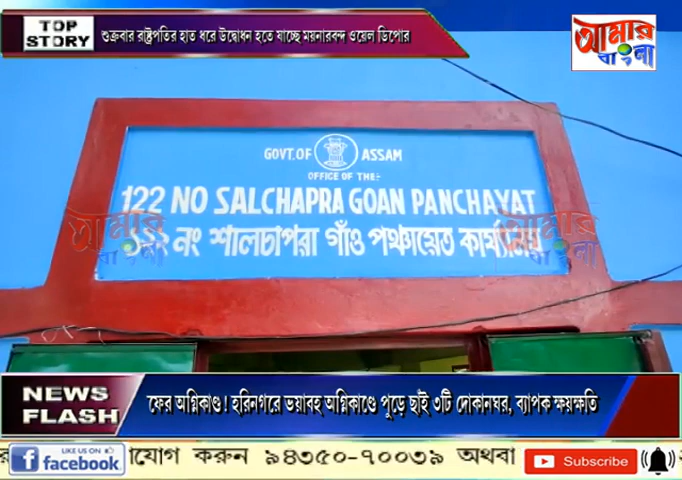 TOP
STORY
শুক্রবার রাষ্ট্রপতির হাত ধরে উদ্বোধন হতে যাচ্ছে ময়নারবন্দ ওয়েল ডিপোর
আমার
বাংলা
GOVT. OF ASSAM
OFFICE OF THE:-
122 NO SALCHAPRA GOAN PANCHAYAT
১২২ নং শালচাপরা গাঁও পঞ্চায়েত কার্য্যালয়
NEWS
FLASH
ফের অগ্নিকাণ্ড! হরিনগরে ভয়াবহ অগ্নিকাণ্ডে পুড়ে ছাই ৩টি দোকানঘর, ব্যাপক ক্ষয়ক্ষতি
LIKE US ON
facebook
যোগ করুন ৯৪৩৫০-৭০০৩৯ অথবা
Subscribe